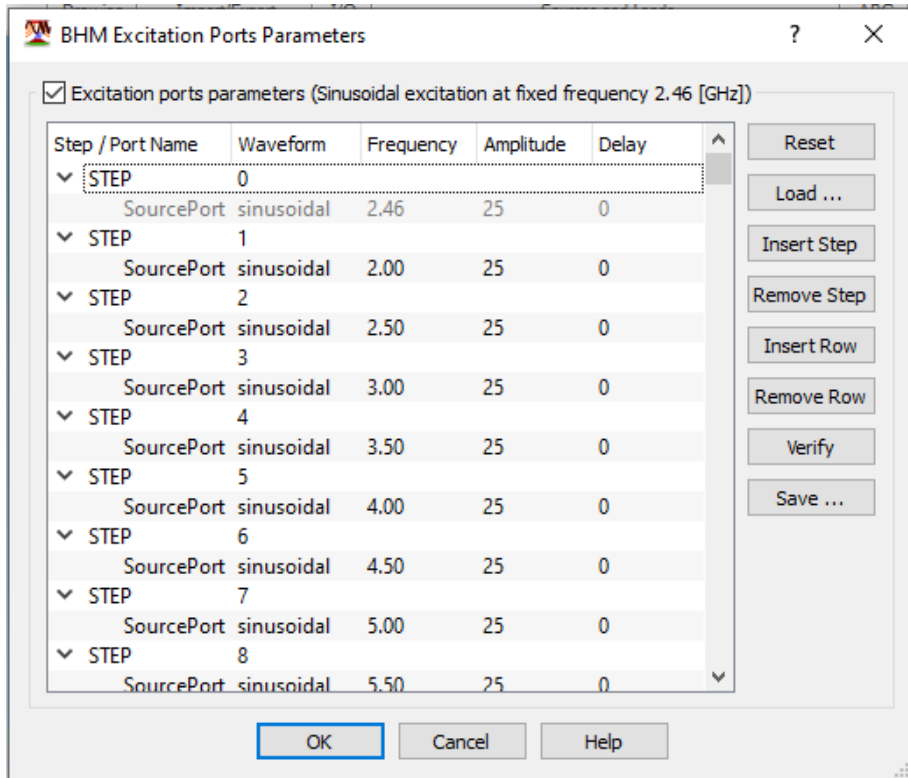 BHM Excitation Ports Parameters ? ×
Excitation ports parameters (Sinusoidal excitation at fixed frequency 2.46 [GHz])
Step / Port Name Waveform Frequency Amplitude Delay
STEP 0
SourcePort sinusoidal 2.46 25 0
STEP 1
SourcePort sinusoidal 2.00 25 0
STEP 2
SourcePort sinusoidal 2.50 25 0
STEP 3
SourcePort sinusoidal 3.00 25 0
STEP 4
SourcePort sinusoidal 3.50 25 0
STEP 5
SourcePort sinusoidal 4.00 25 0
STEP 6
SourcePort sinusoidal 4.50 25 0
STEP 7
SourcePort sinusoidal 5.00 25 0
STEP 8
SourcePort sinusoidal 5.50 25 0
Reset
Load ...
Insert Step
Remove Step
Insert Row
Remove Row
Verify
Save ...
OK Cancel Help